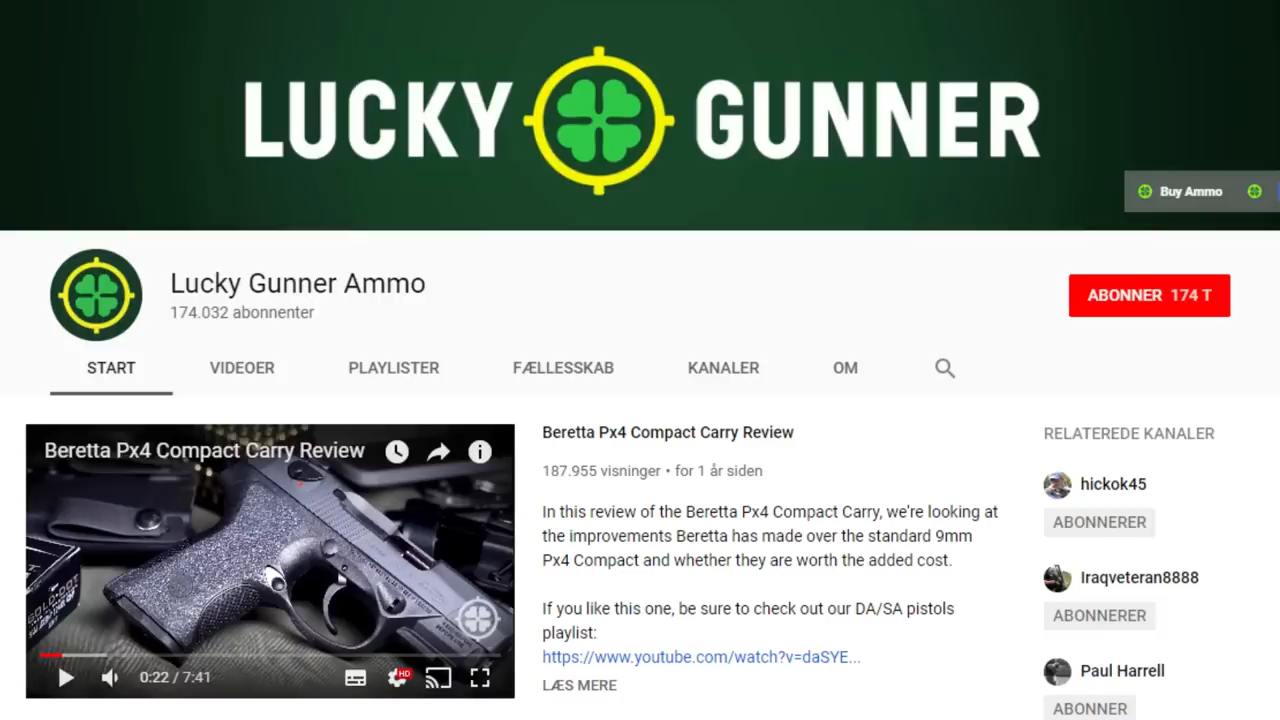 LUCKY GUNNER
Buy Ammo
Lucky Gunner Ammo
174.032 abonnenter
ABONNER 174 T
START VIDEOER PLAYLISTER FÆLLESSKAB KANALER OM
Beretta Px4 Compact Carry Review
0:22 / 7:41
HD
Beretta Px4 Compact Carry Review
187.955 visninger • for 1 år siden
In this review of the Beretta Px4 Compact Carry, we're looking at
the improvements Beretta has made over the standard 9mm
Px4 Compact and whether they are worth the added cost.
If you like this one, be sure to check out our DA/SA pistols
playlist:
https://www.youtube.com/watch?v=daSYE...
LÆS MERE
RELATEREDE KANALER
hickok45
ABONNERER
Iraqveteran8888
ABONNERER
Paul Harrell
ABONNER